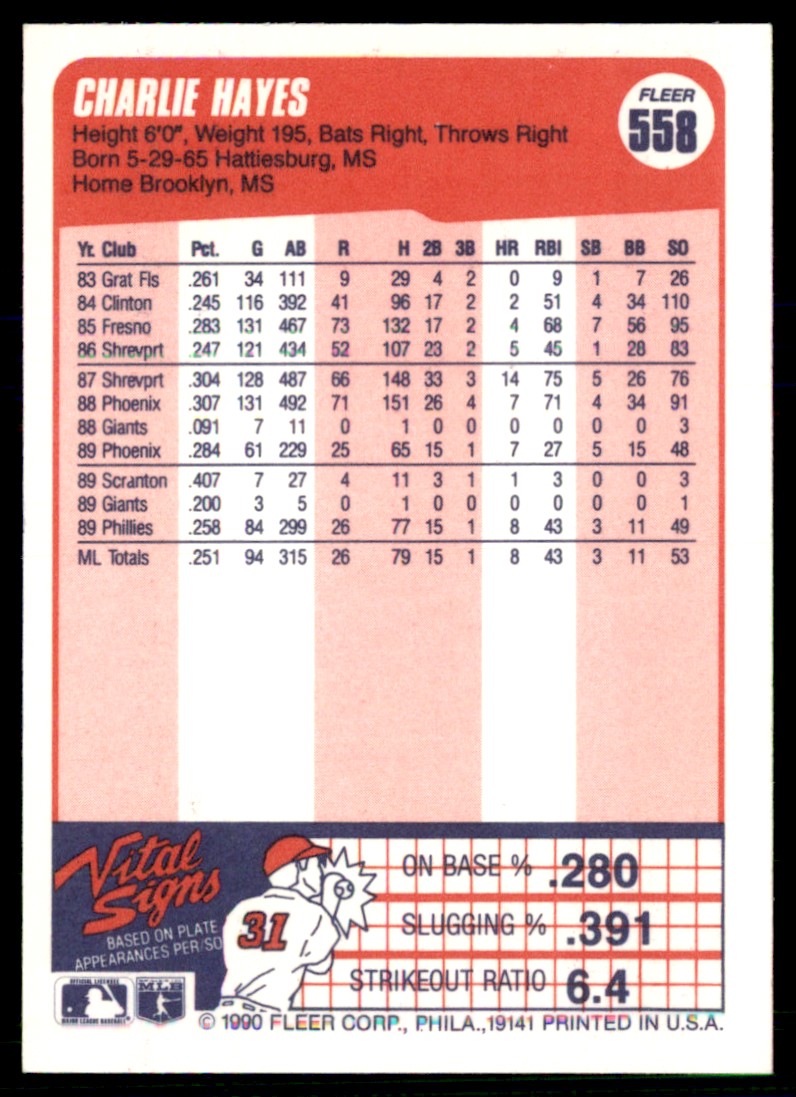 CHARLIE HAYES
FLEER
558
Height 6'0", Weight 195, Bats Right, Throws Right
Born 5-29-65 Hattiesburg, MS
Home Brooklyn, MS
Yr. Club Pct. G AB R H 2B 3B HR RBI SB BB SO
83 Grat Fls .261 34 111 9 29 4 2 0 9 1 7 26
84 Clinton .245 116 392 41 96 17 2 2 51 4 34 110
85 Fresno .283 131 467 73 132 17 2 4 68 7 56 95
86 Shrevprt .247 121 434 52 107 23 2 5 45 1 28 83
87 Shrevprt .304 128 487 66 148 33 3 14 75 5 26 76
88 Phoenix .307 131 492 71 151 26 4 7 71 4 34 91
88 Giants .091 7 11 0 1 0 0 0 0 0 0 3
89 Phoenix .284 61 229 25 65 15 1 7 27 5 15 48
89 Scranton .407 7 27 4 11 3 1 1 3 0 0 3
89 Giants .200 3 5 0 1 0 0 0 0 0 0 1
89 Phillies .258 84 299 26 77 15 1 8 43 3 11 49
ML Totals .251 94 315 26 79 15 1 8 43 3 11 53
Vital
Signs
BASED ON PLATE
APPEARANCES PER/SO
31
ON BASE % .280
SLUGGING % .391
STRIKEOUT RATIO 6.4
OFFICIAL LICENSEE
MAJOR LEAGUE BASEBALL
MLB
© 1990 FLEER CORP., PHILA.,19141 PRINTED IN U.S.A.